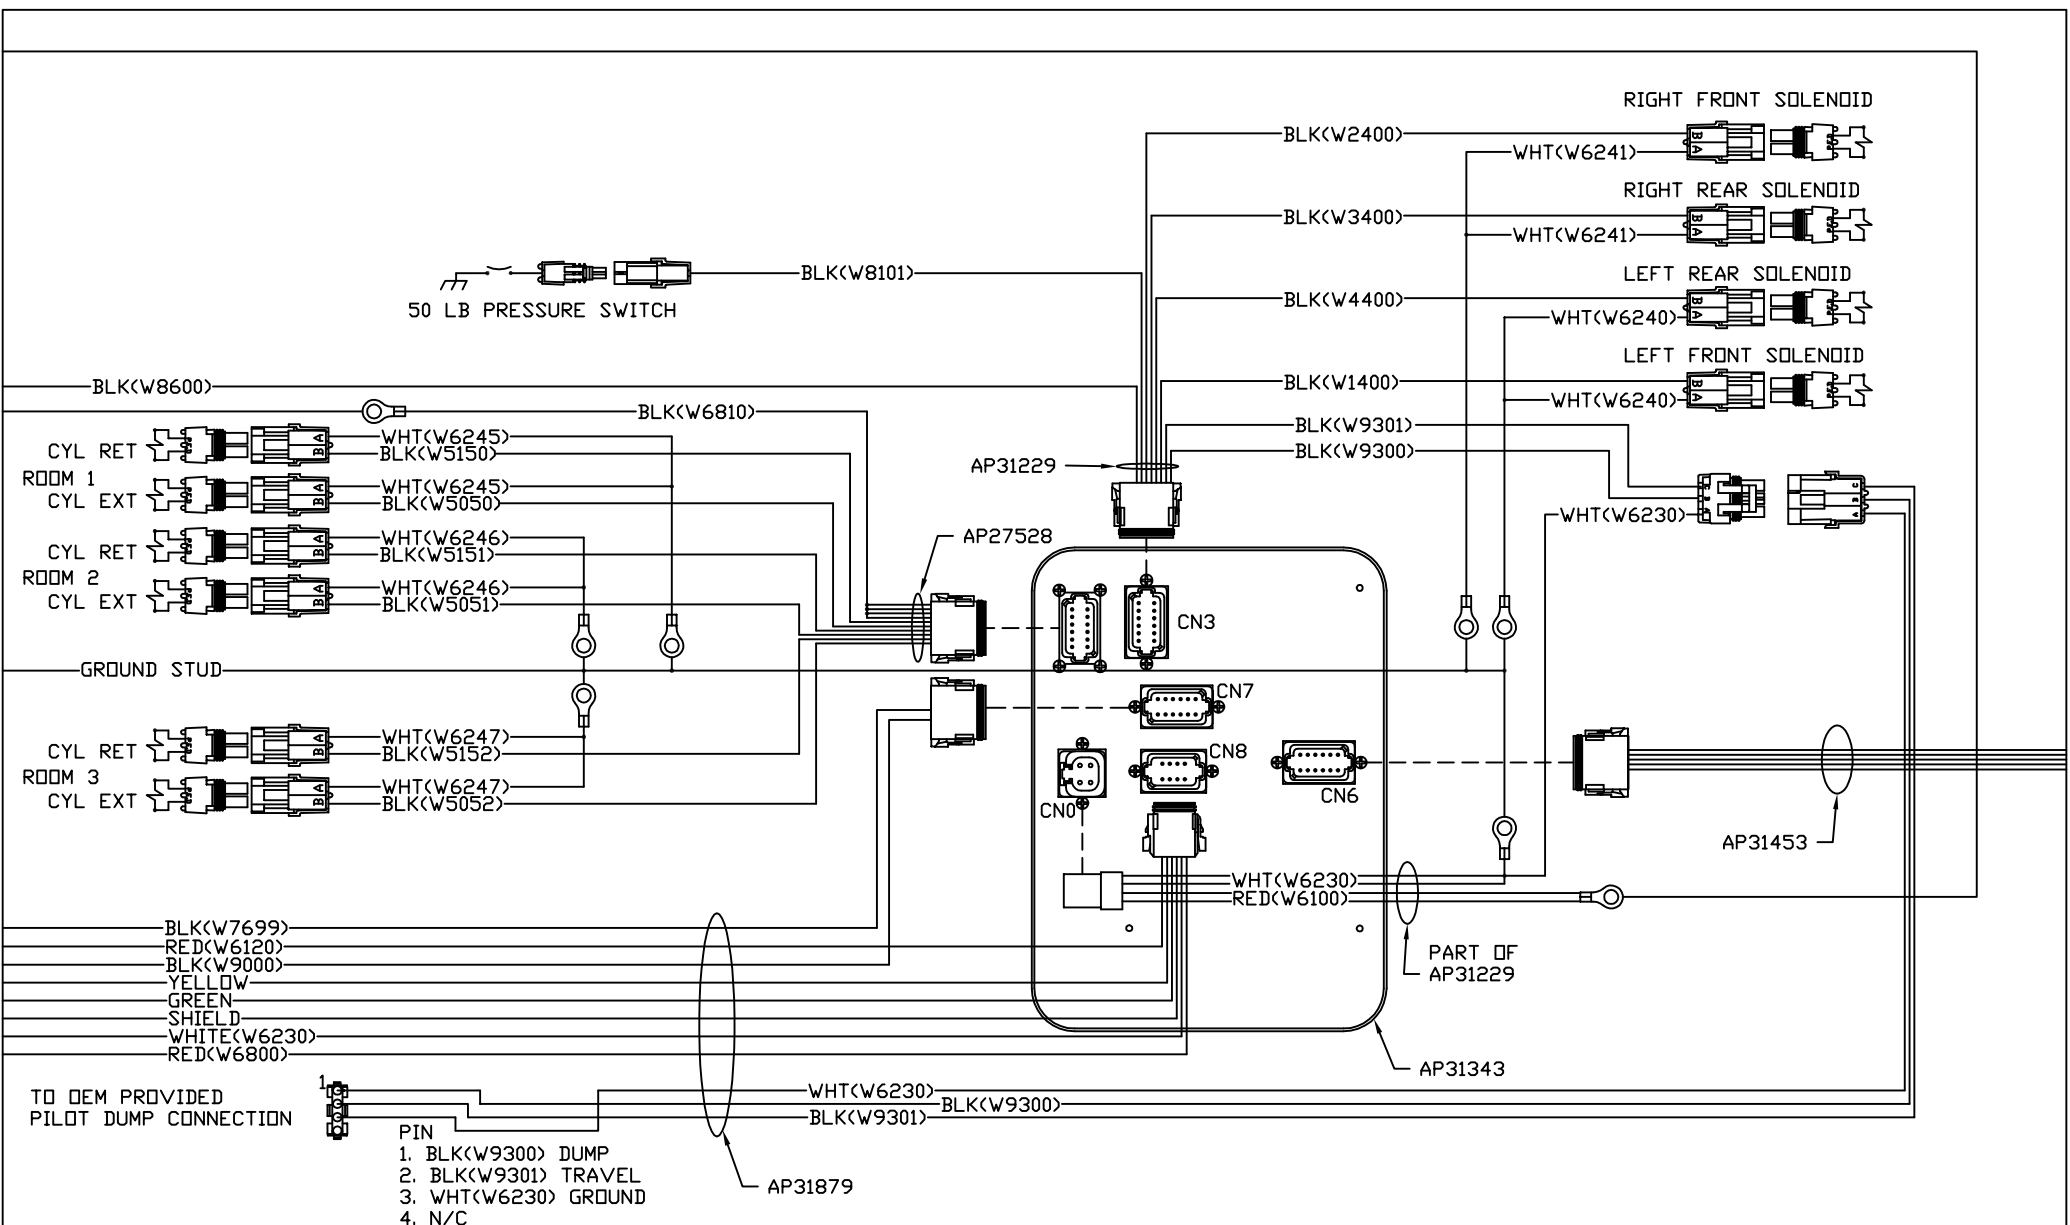 RIGHT FRONT SOLENOID
BLK(W2400)
B
A
WHT(W6241)
RIGHT REAR SOLENOID
BLK(W3400)
B
A
WHT(W6241)
BLK(W8101)
50 LB PRESSURE SWITCH
LEFT REAR SOLENOID
BLK(W4400)
B
A
WHT(W6240)
LEFT FRONT SOLENOID
BLK(W1400)
B
A
WHT(W6240)
BLK(W8600)
BLK(W6810)
BLK(W9301)
BLK(W9300)
WHT(W6230)
C
B
A
AP31229
CYL RET
A
B
WHT(W6245)
BLK(W5150)
ROOM 1
CYL EXT
A
B
WHT(W6245)
BLK(W5050)
CYL RET
A
B
WHT(W6246)
BLK(W5151)
ROOM 2
CYL EXT
A
B
WHT(W6246)
BLK(W5051)
AP27528
CN3
GROUND STUD
CN7
CYL RET
A
B
WHT(W6247)
BLK(W5152)
ROOM 3
CYL EXT
A
B
WHT(W6247)
BLK(W5052)
CN8
CN0
CN6
AP31453
WHT(W6230)
RED(W6100)
PART OF
AP31229
BLK(W7699)
RED(W6120)
BLK(W9000)
YELLOW
GREEN
SHIELD
WHITE(W6230)
RED(W6800)
AP31343
TO OEM PROVIDED
PILOT DUMP CONNECTION
1
WHT(W6230)
BLK(W9300)
BLK(W9301)
PIN
1. BLK(W9300) DUMP
2. BLK(W9301) TRAVEL
3. WHT(W6230) GROUND
4. N/C
AP31879